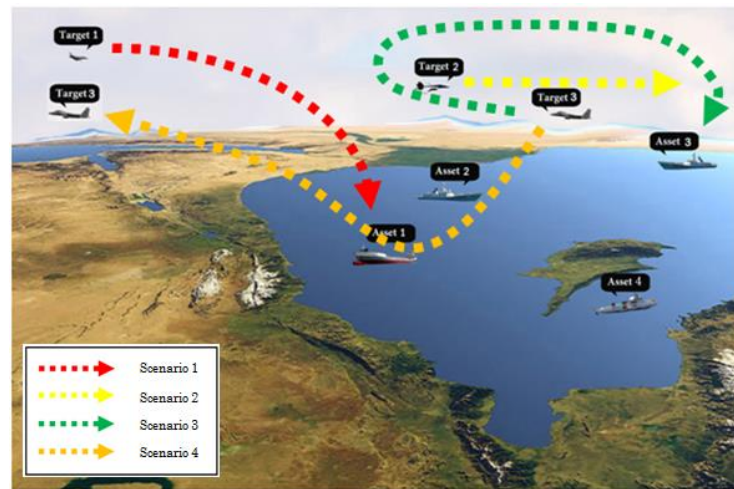 Target 1
Target 2
Target 3
Target 3
Asset 3
Asset 2
Asset 1
Asset 4
Scenario 1
Scenario 2
Scenario 3
Scenario 4